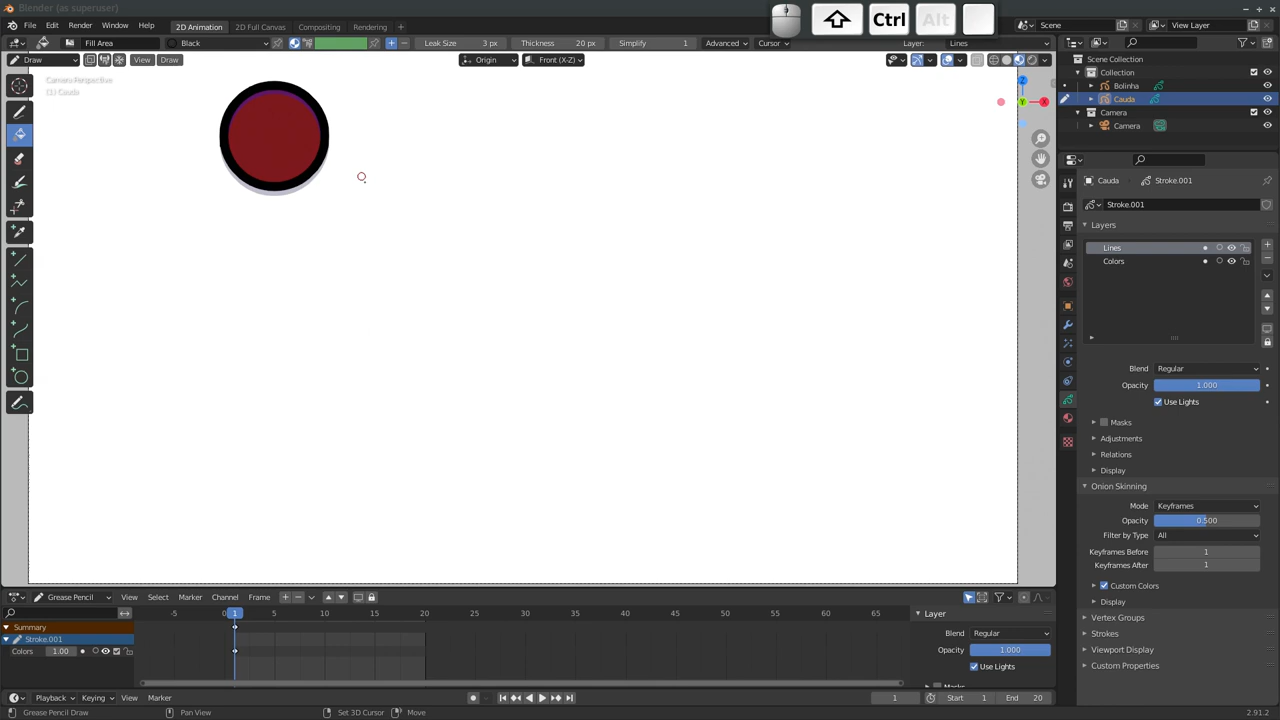 Blender (as superuser)
File Edit Render Window Help 2D Animation 2D Full Canvas Compositing Rendering + Scene View Layer
Ctrl Alt
Fill Area Black Leak Size 3 px Thickness 20 px Simplify 1 Advanced Cursor Layer: Lines
Draw View Draw Origin Front (X-Z)
Camera Perspective
(1) Cauda
Z
Y X
Scene Collection
Collection
Bolinha
Cauda
Camera
Camera
Cauda Stroke.001
Stroke.001
Layers
Lines
Colors
Blend Regular
Opacity 1.000
Use Lights
Masks
Adjustments
Relations
Display
Onion Skinning
Mode Keyframes
Opacity 0.500
Filter by Type All
Keyframes Before 1
Keyframes After 1
Custom Colors
Display
Vertex Groups
Strokes
Viewport Display
Custom Properties
Grease Pencil View Select Marker Channel Frame
-5 0 1 5 10 15 20 25 30 35 40 45 50 55 60 65
Summary
Stroke.001
Colors 1.00
Layer
Blend Regular
Opacity 1.000
Use Lights
Playback Keying View Marker 1 Start 1 End 20
Grease Pencil Draw Pan View Set 3D Cursor Move 2.91.2